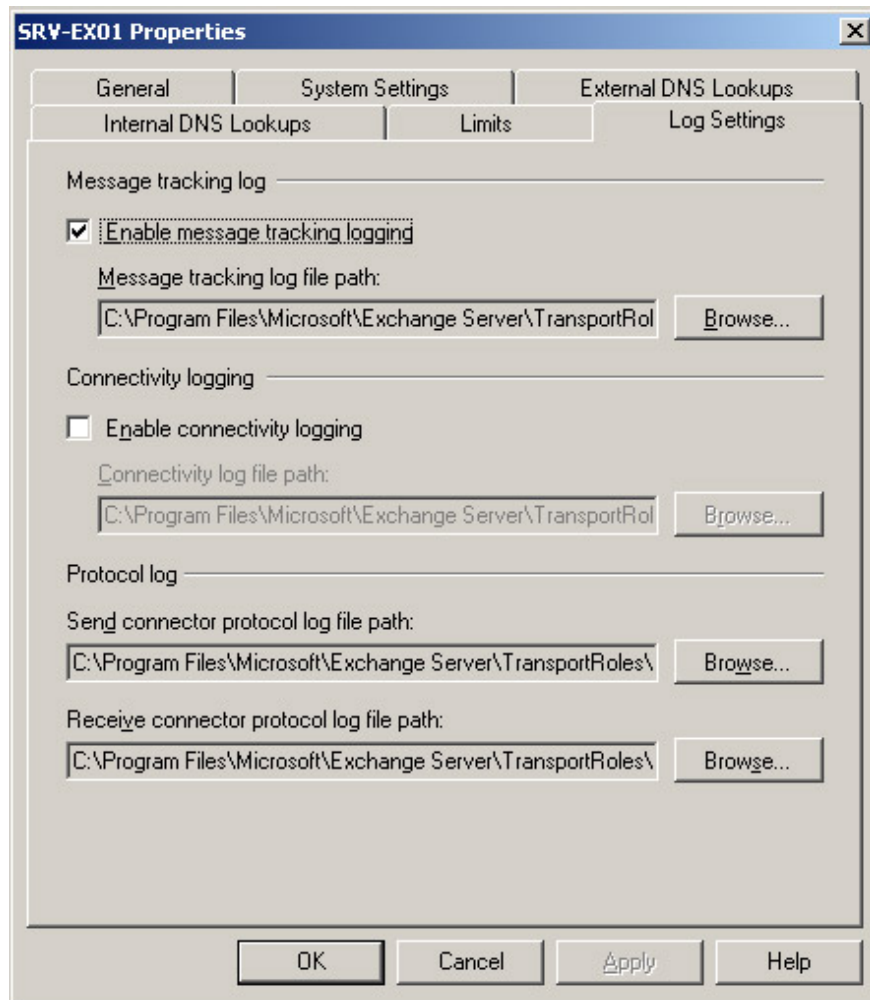 SRV-EX01 Properties
General
System Settings
External DNS Lookups
Internal DNS Lookups
Limits
Log Settings
Message tracking log
Enable message tracking logging
Message tracking log file path:
C:\Program Files\Microsoft\Exchange Server\TransportRol
Browse...
Connectivity logging
Enable connectivity logging
Connectivity log file path:
C:\Program Files\Microsoft\Exchange Server\TransportRol
Browse...
Protocol log
Send connector protocol log file path:
C:\Program Files\Microsoft\Exchange Server\TransportRoles\
Browse...
Receive connector protocol log file path:
C:\Program Files\Microsoft\Exchange Server\TransportRoles\
Browse...
OK
Cancel
Apply
Help